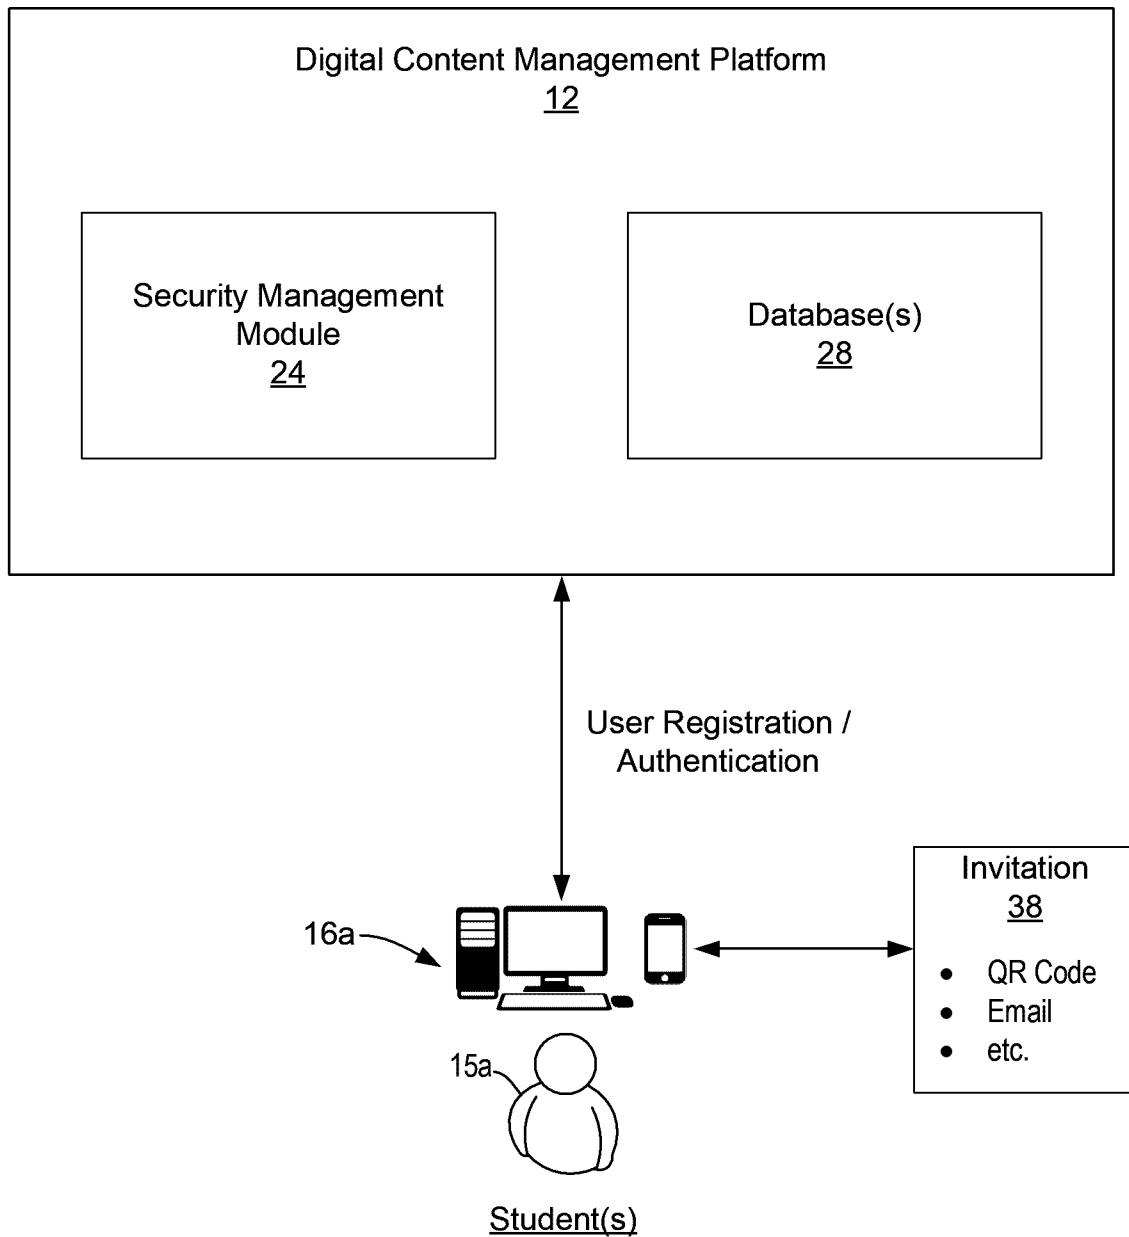 Digital Content Management Platform
12
Security Management
Module
24
Database(s)
28
User Registration /
Authentication
Invitation
38
• QR Code
• Email
• etc.
16a
15a
Student(s)